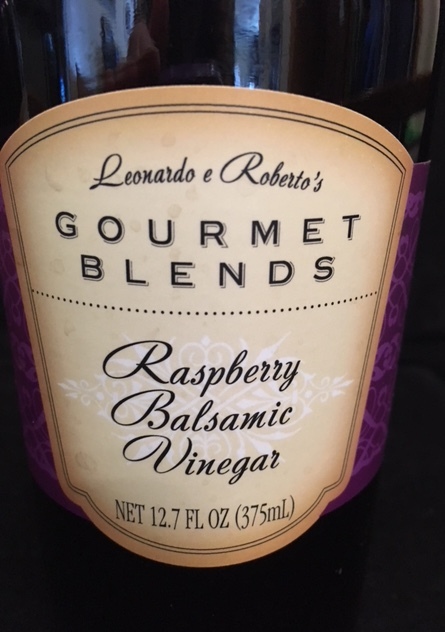 Leonardo e Roberto's
GOURMET
BLENDS
Raspberry
Balsamic
Vinegar
NET 12.7 FL OZ (375mL)